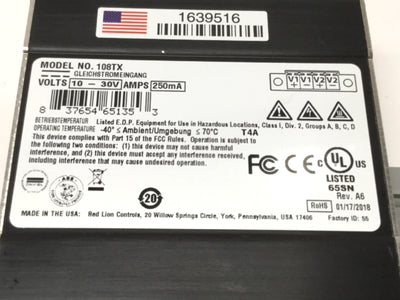 1639516
MODEL NO. 108TX
GLEICHSTROMEINGANG
VOLTS 10 – 30V AMPS 250mA
V1 V1 V2 V2
+ − + −
8 37654 65135 3
BETRIEBSTEMPERATUR Listed E.D.P. Equipment for Use in Hazardous Locations, Class I, Div. 2, Groups A, B, C, D
OPERATING TEMPERATURE -40° ≤ Ambient/Umgebung ≤ 70°C T4A
This device complies with Part 15 of the FCC Rules. Operation is subject to
the following two conditions: (1) this device may not cause harmful
interference, and (2) this device must accept any interference
received, including interference that may cause
undesired operation.
FC CE c UL US
LISTED
65SN
Rev. A6
ABS
20
RoHS 01/17/2018
MADE IN THE USA: Red Lion Controls, 20 Willow Springs Circle, York, Pennsylvania, USA 17406 Factory ID: 55